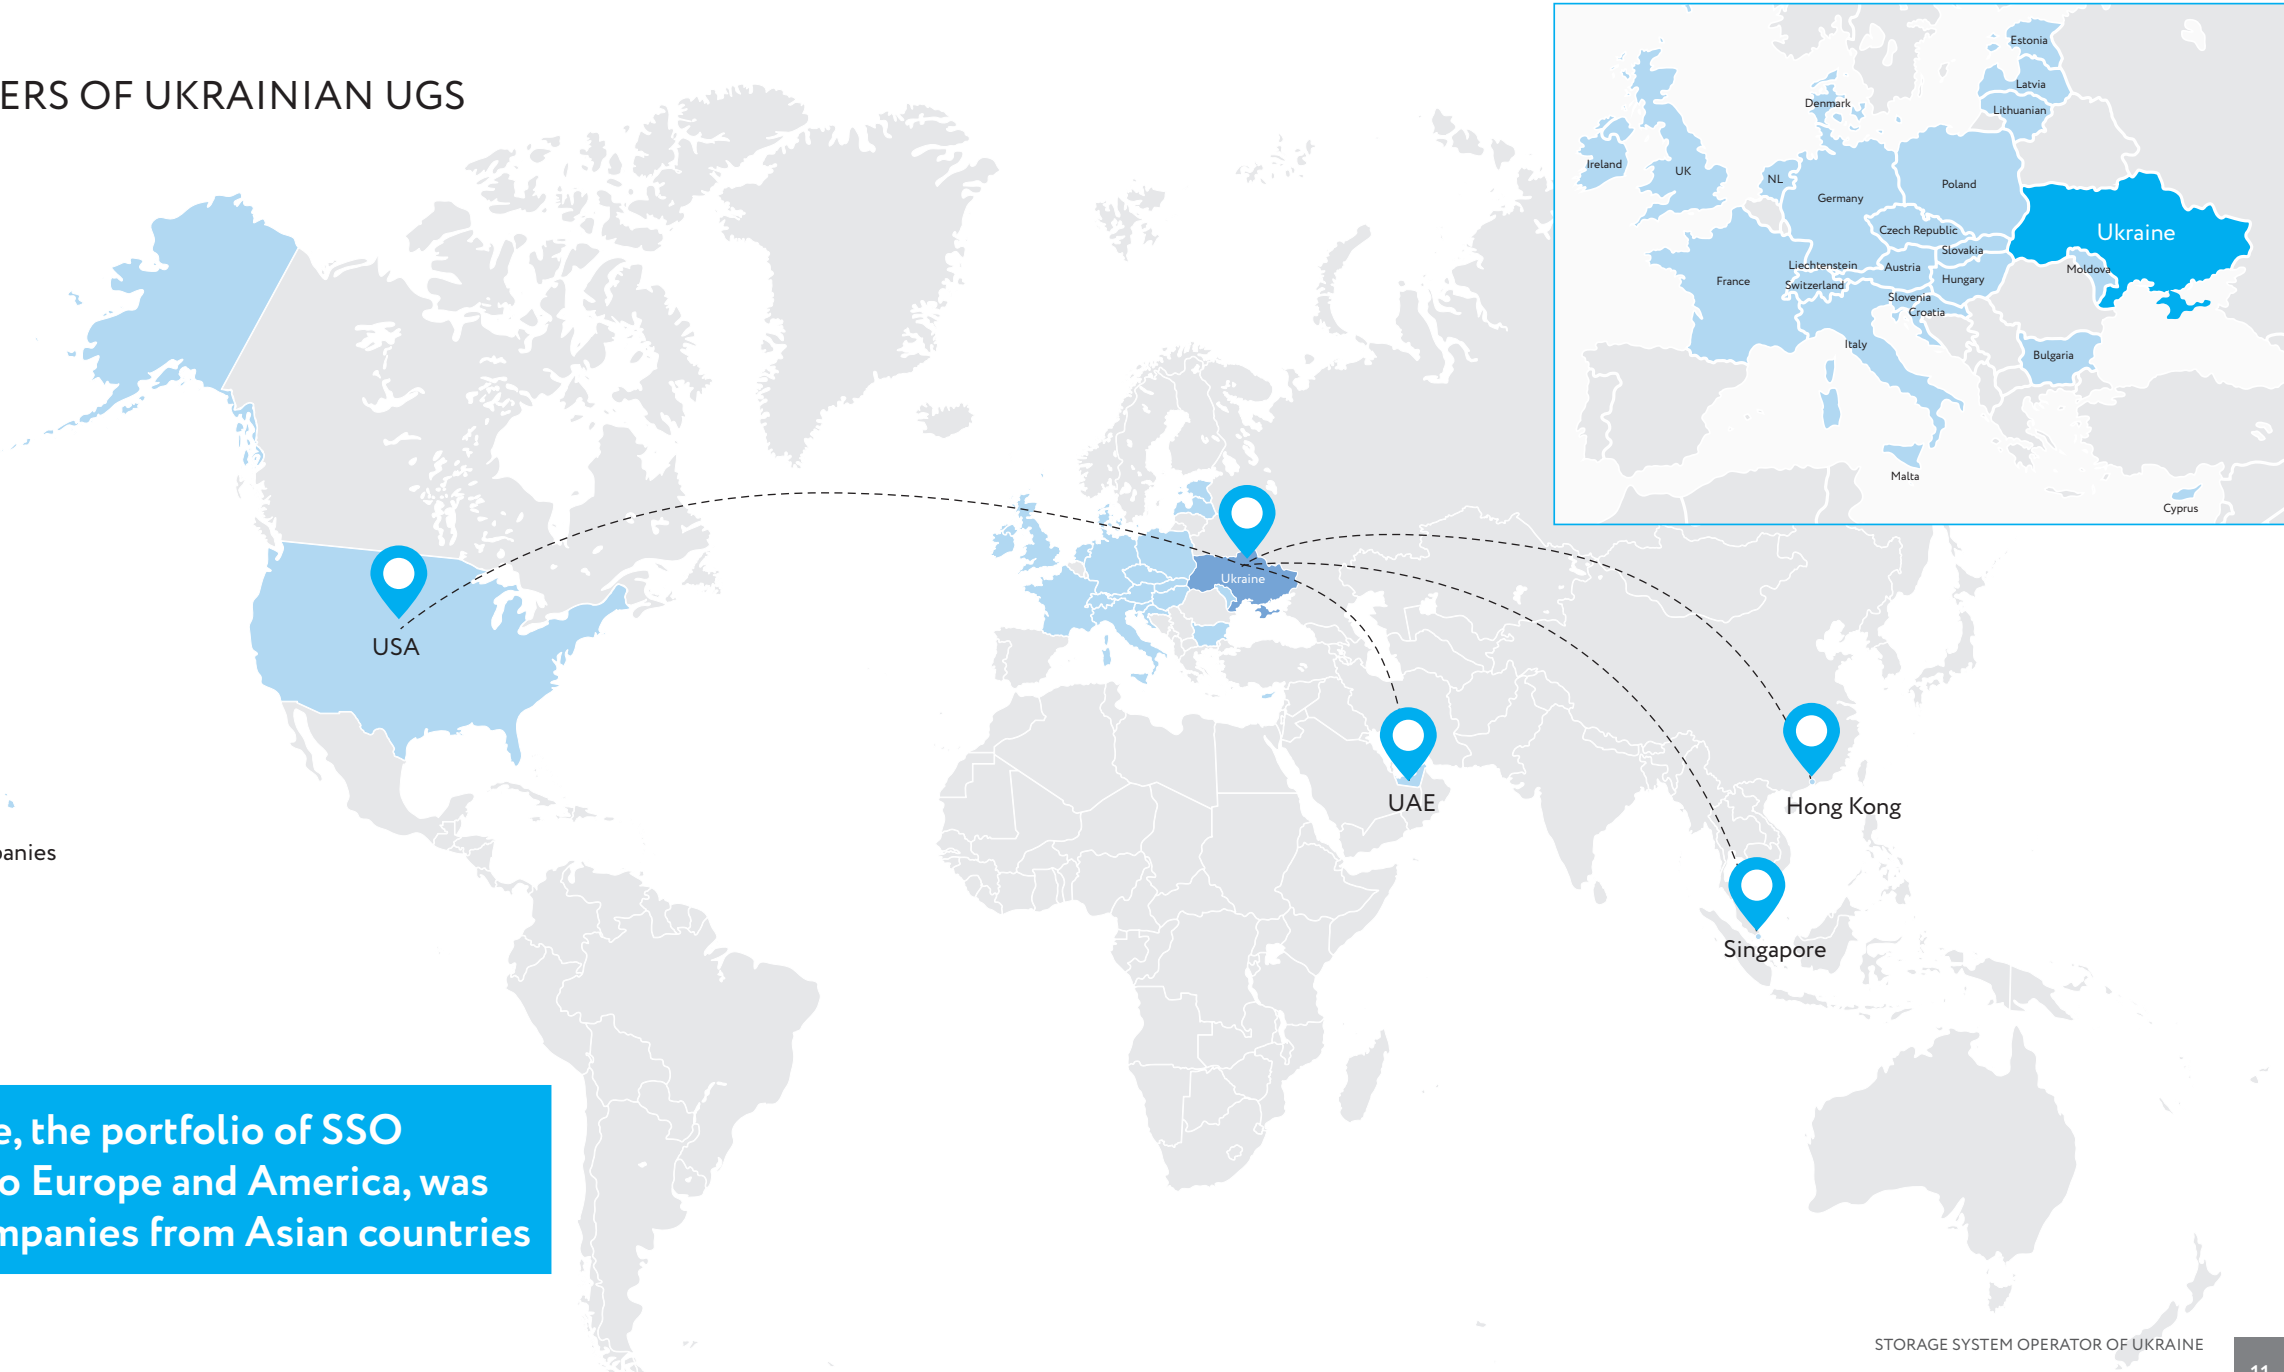 ERS OF UKRAINIAN UGS
Estonia
Latvia
Lithuanian
Denmark
Ireland
UK
NL
Germany
Poland
Czech Republic
Slovakia
Ukraine
Liechtenstein
Austria
Moldova
France
Switzerland
Hungary
Slovenia
Croatia
Italy
Bulgaria
Malta
Cyprus
Ukraine
USA
UAE
Hong Kong
panies
Singapore
e, the portfolio of SSO
o Europe and America, was
mpanies from Asian countries
STORAGE SYSTEM OPERATOR OF UKRAINE
11